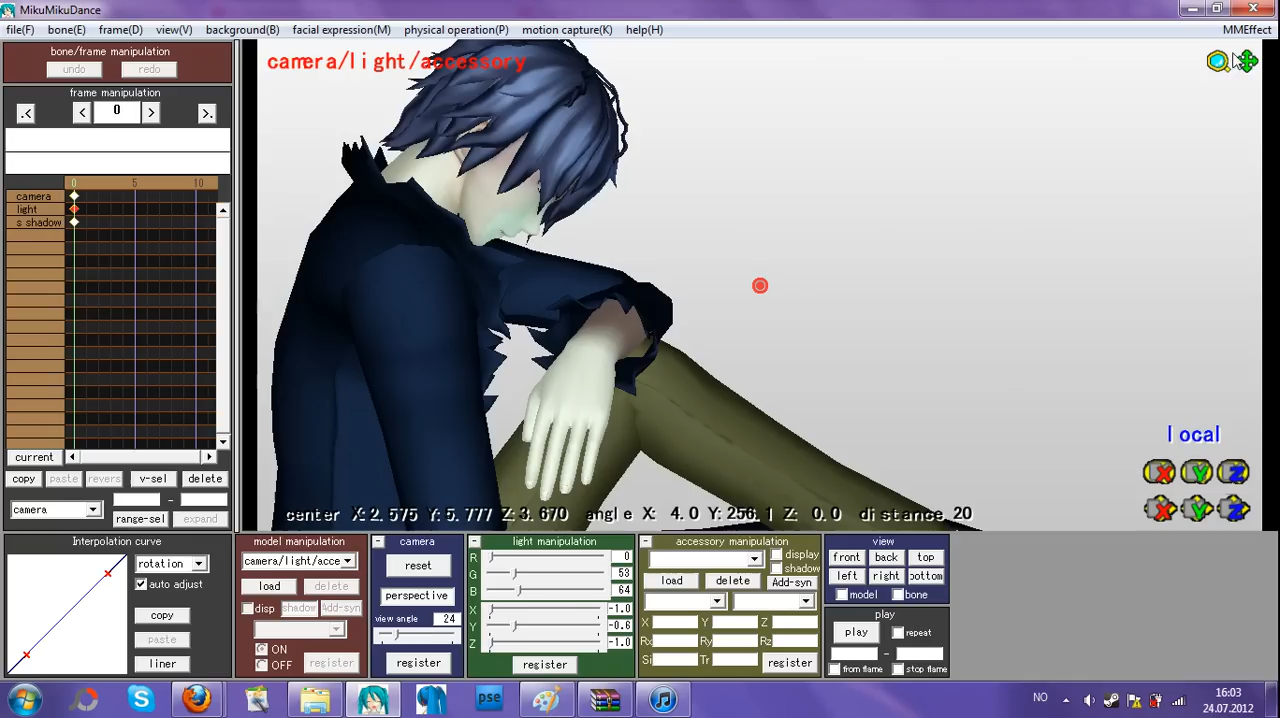 MikuMikuDance
file(F) bone(E) frame(D) view(V) background(B) facial expression(M) physical operation(P) motion capture(K) help(H) MMEffect
bone/frame manipulation
undo redo
frame manipulation
.< < 0 > >.
0 5 10
camera
light
s shadow
current
copy paste revers v-sel delete
camera -
range-sel expand
camera/light/accessory
local
X Y Z
X Y Z
center X:2.575 Y:5.777 Z:3.670 angle X: 4.0 Y:256.1 Z: 0.0 distance 20
Interpolation curve
rotation
auto adjust
copy
paste
liner
model manipulation
camera/light/acce
load delete
disp shadow Add-syn
ON
OFF register
- camera
reset
perspective
view angle 24
register
- light manipulation
R 0
G 53
B 64
X -1.0
Y -0.6
Z -1.0
register
- accessory manipulation
display
shadow
load delete Add-syn
X Y Z
Rx Ry Rz
Si Tr register
view
front back top
left right bottom
model bone
play
play repeat
-
from flame stop flame
pse
NO
16:03
24.07.2012